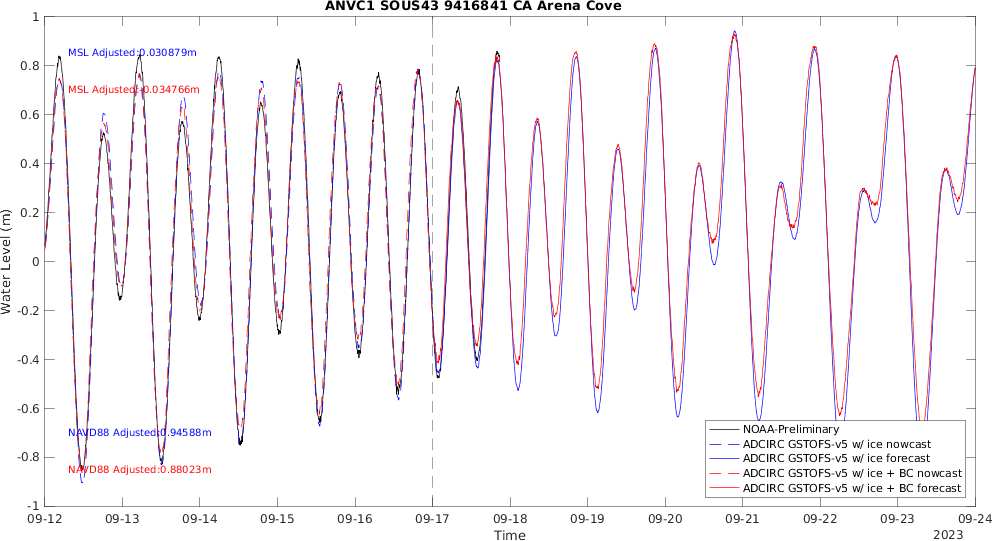 ANVC1 SOUS43 9416841 CA Arena Cove
Water Level (m)
1
0.8
0.6
0.4
0.2
0
-0.2
-0.4
-0.6
-0.8
-1
MSL Adjusted:0.030879m
MSL Adjusted:-0.034766m
NAVD88 Adjusted:0.94588m
NAVD88 Adjusted:0.88023m
NOAA-Preliminary
ADCIRC GSTOFS-v5 w/ ice nowcast
ADCIRC GSTOFS-v5 w/ ice forecast
ADCIRC GSTOFS-v5 w/ ice + BC nowcast
ADCIRC GSTOFS-v5 w/ ice + BC forecast
09-12 09-13 09-14 09-15 09-16 09-17 09-18 09-19 09-20 09-21 09-22 09-23 09-24
Time
2023